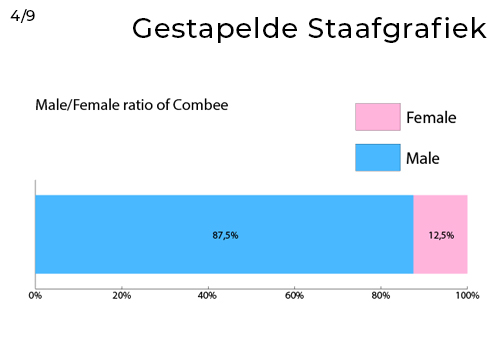 4/9
Gestapelde Staafgrafiek
Male/Female ratio of Combee
Female
Male
87,5%
12,5%
0%
20%
40%
60%
80%
100%